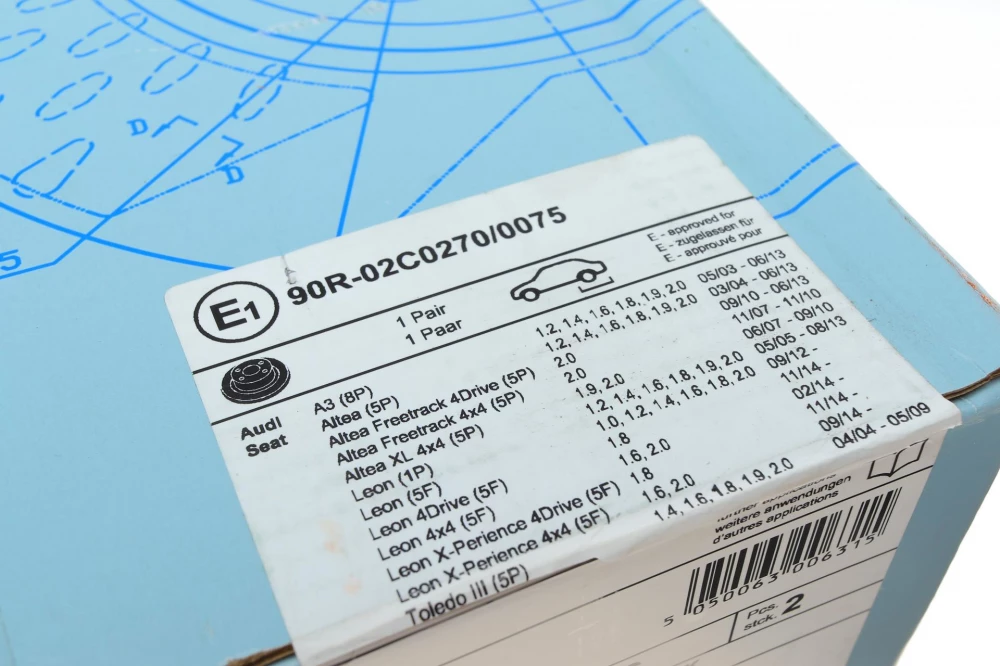 D
D
5
E1 90R-02C0270/0075
E - approved for
E - zugelassen für
E - approuvé pour
1 Pair
1 Paar
Audi A3 (8P) 1.2, 1.4, 1.6, 1.8, 1.9, 2.0 05/03 - 06/13
Seat Altea (5P) 1.2, 1.4, 1.6, 1.8, 1.9, 2.0 03/04 - 06/13
Altea Freetrack 4Drive (5P) 2.0 09/10 - 06/13
Altea Freetrack 4x4 (5P) 2.0 11/07 - 11/10
Altea XL 4x4 (5P) 1.9, 2.0 06/07 - 09/10
Leon (1P) 1.2, 1.4, 1.6, 1.8, 1.9, 2.0 05/05 - 08/13
Leon (5F) 1.0, 1.2, 1.4, 1.6, 1.8, 2.0 09/12 -
Leon 4Drive (5F) 1.8 11/14 -
Leon 4x4 (5F) 1.6, 2.0 02/14 -
Leon X-Perience 4Drive (5F) 1.8 11/14 -
Leon X-Perience 4x4 (5F) 1.6, 2.0 09/14 -
Toledo III (5P) 1.4, 1.6, 1.8, 1.9, 2.0 04/04 - 05/09
further applications
weitere anwendungen
d'autres applications
5 050063 006315
Pcs.
stck. 2